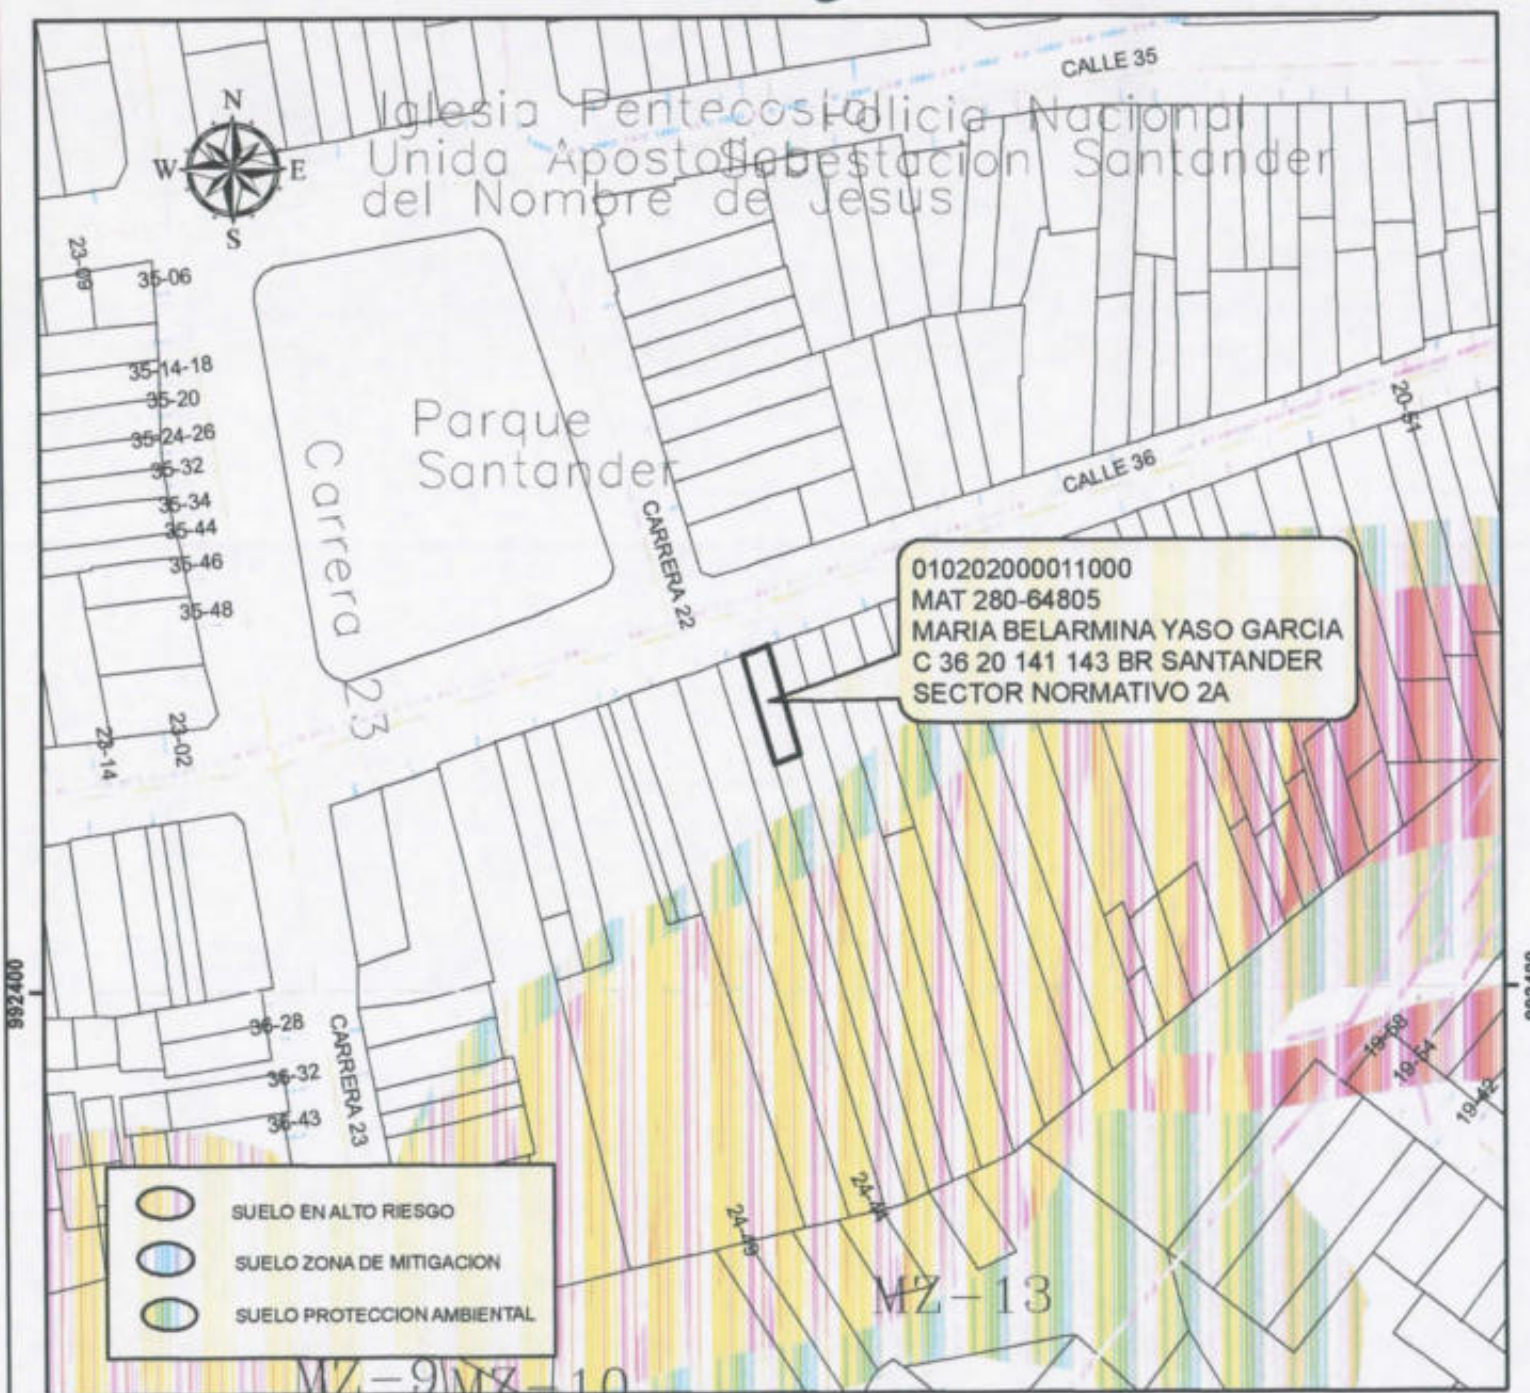 CALLE 35
Iglesia Pentecostal
Unida Apostolica
del Nombre de Jesus
Policia Nacional
Subestacion Santander
N
W E
S
23-09
35-06
35-14-18
35-20
35-24-26
35-32
35-34
35-44
35-46
35-48
Parque
Santander
Carrera 23
CARRERA 22
CALLE 36
20-51
010202000011000
MAT 280-64805
MARIA BELARMINA YASO GARCIA
C 36 20 141 143 BR SANTANDER
SECTOR NORMATIVO 2A
23-14
23-02
992400
36-28
36-32
36-43
CARRERA 23
19-58
19-54
19-42
24-49
24-44
MZ-13
SUELO EN ALTO RIESGO
SUELO ZONA DE MITIGACION
SUELO PROTECCION AMBIENTAL
MZ-9
MZ-10